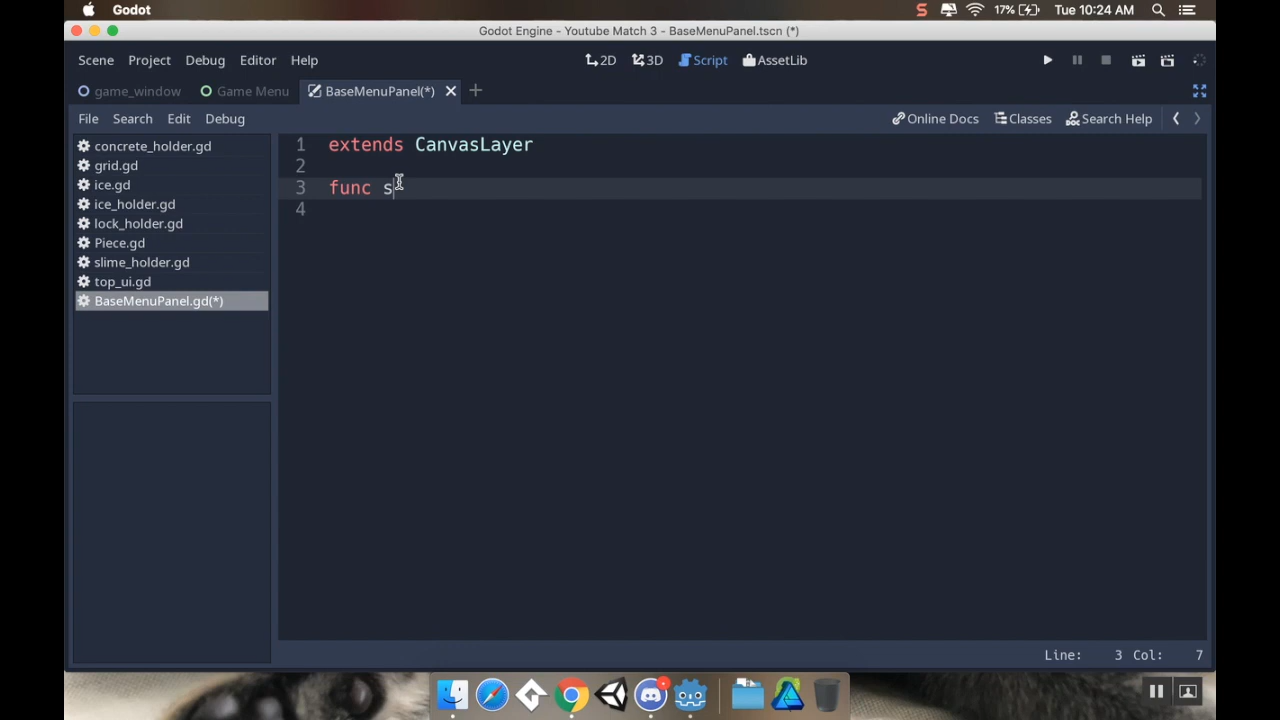 Godot
17%
Tue 10:24 AM
Godot Engine - Youtube Match 3 - BaseMenuPanel.tscn (*)
Scene Project Debug Editor Help
2D 3D Script AssetLib
game_window Game Menu BaseMenuPanel(*)
File Search Edit Debug
Online Docs Classes Search Help
concrete_holder.gd
grid.gd
ice.gd
ice_holder.gd
lock_holder.gd
Piece.gd
slime_holder.gd
top_ui.gd
BaseMenuPanel.gd(*)
1 extends CanvasLayer
2
3 func s
4
Line: 3 Col: 7